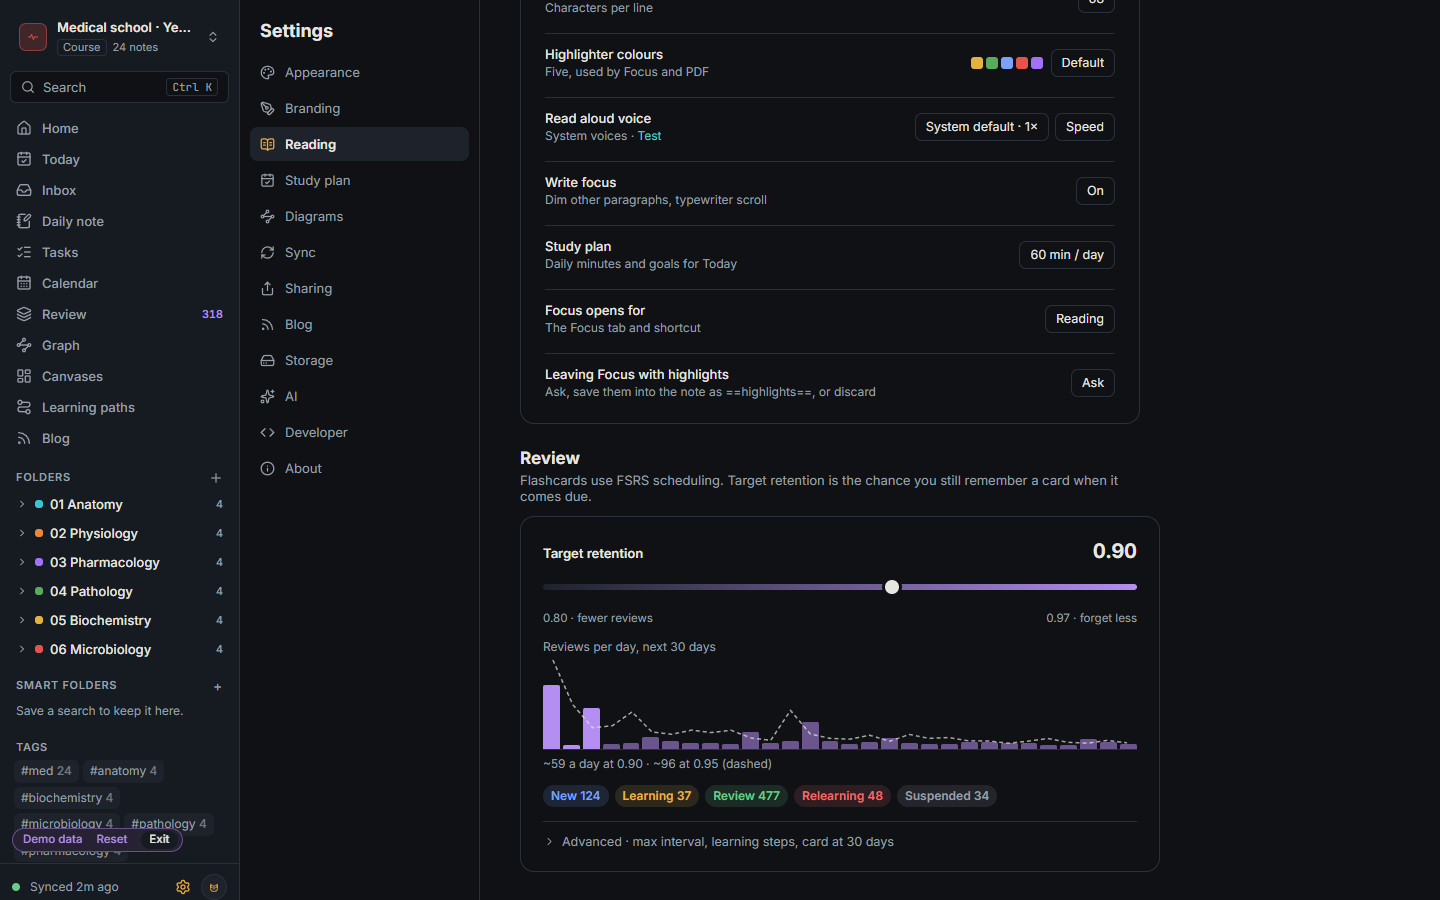 Medical school · Ye...
Course 24 notes
Search Ctrl K
Home
Today
Inbox
Daily note
Tasks
Calendar
Review 318
Graph
Canvases
Learning paths
Blog
FOLDERS
01 Anatomy 4
02 Physiology 4
03 Pharmacology 4
04 Pathology 4
05 Biochemistry 4
06 Microbiology 4
SMART FOLDERS
Save a search to keep it here.
TAGS
#med 24 #anatomy 4
#biochemistry 4
#microbiology 4 #pathology 4
Demo data Reset Exit
#pharmacology 4
Synced 2m ago
Settings
Appearance
Branding
Reading
Study plan
Diagrams
Sync
Sharing
Blog
Storage
AI
Developer
About
Characters per line
Highlighter colours
Five, used by Focus and PDF
Default
Read aloud voice
System voices · Test
System default · 1×
Speed
Write focus
Dim other paragraphs, typewriter scroll
On
Study plan
Daily minutes and goals for Today
60 min / day
Focus opens for
The Focus tab and shortcut
Reading
Leaving Focus with highlights
Ask, save them into the note as ==highlights==, or discard
Ask
Review
Flashcards use FSRS scheduling. Target retention is the chance you still remember a card when it
comes due.
Target retention 0.90
0.80 · fewer reviews 0.97 · forget less
Reviews per day, next 30 days
~59 a day at 0.90 · ~96 at 0.95 (dashed)
New 124 Learning 37 Review 477 Relearning 48 Suspended 34
Advanced · max interval, learning steps, card at 30 days